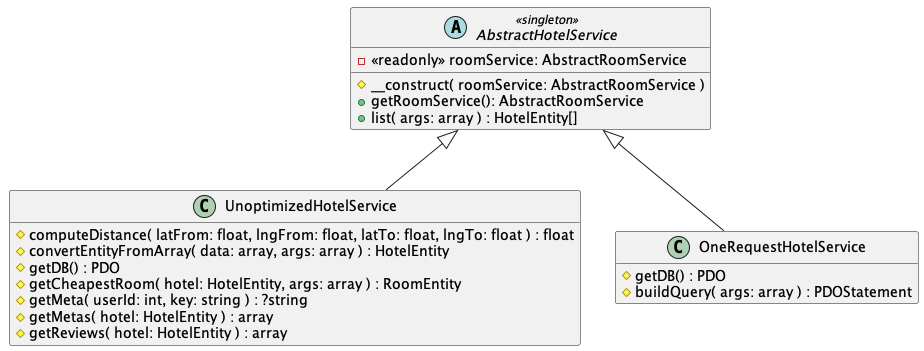 «singleton»
A AbstractHotelService
«readonly» roomService: AbstractRoomService
__construct( roomService: AbstractRoomService )
getRoomService(): AbstractRoomService
list( args: array ) : HotelEntity[]
C UnoptimizedHotelService
computeDistance( latFrom: float, lngFrom: float, latTo: float, lngTo: float ) : float
convertEntityFromArray( data: array, args: array ) : HotelEntity
getDB() : PDO
getCheapestRoom( hotel: HotelEntity, args: array ) : RoomEntity
getMeta( userId: int, key: string ) : ?string
getMetas( hotel: HotelEntity ) : array
getReviews( hotel: HotelEntity ) : array
C OneRequestHotelService
getDB() : PDO
buildQuery( args: array ) : PDOStatement